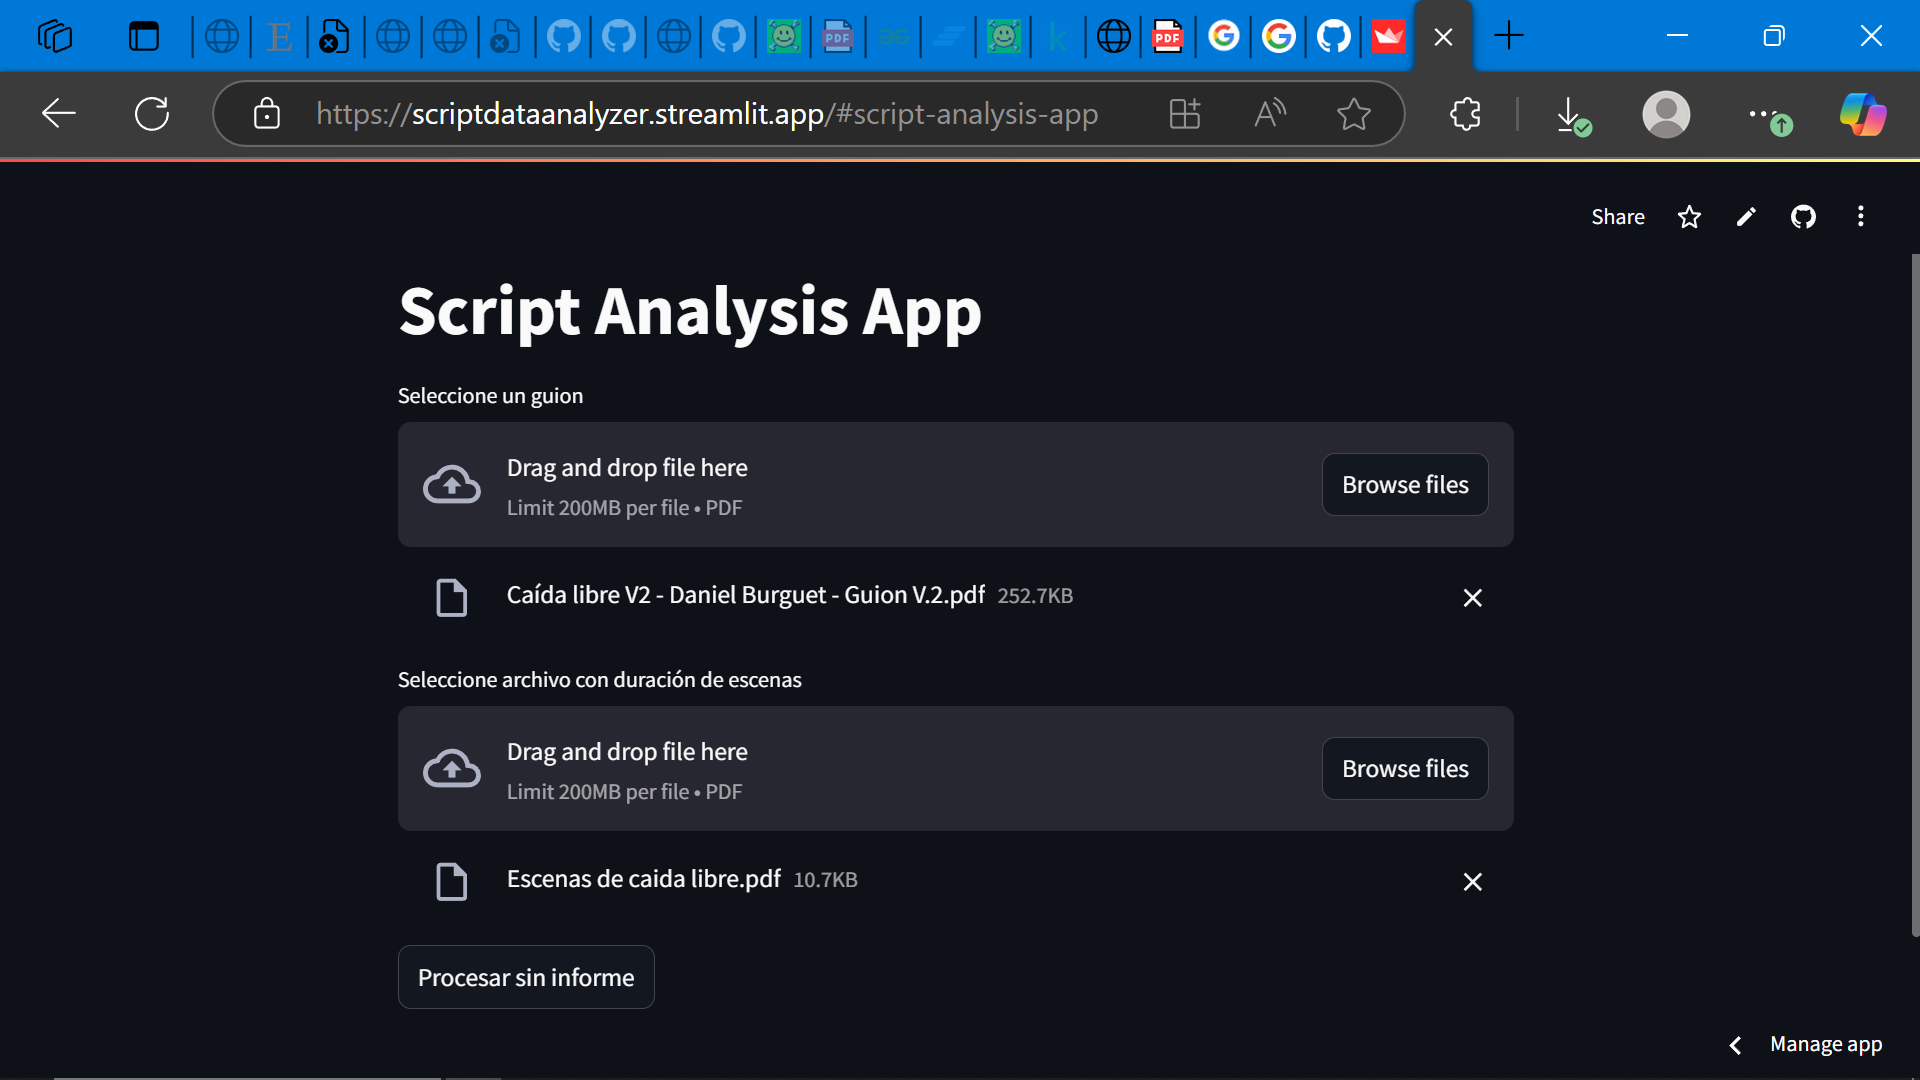 https://scriptdataanalyzer.streamlit.app/#script-analysis-app
Share
Script Analysis App
Seleccione un guion
Drag and drop file here
Limit 200MB per file • PDF
Browse files
Caída libre V2 - Daniel Burguet - Guion V.2.pdf 252.7KB
Seleccione archivo con duración de escenas
Drag and drop file here
Limit 200MB per file • PDF
Browse files
Escenas de caida libre.pdf 10.7KB
Procesar sin informe
Manage app